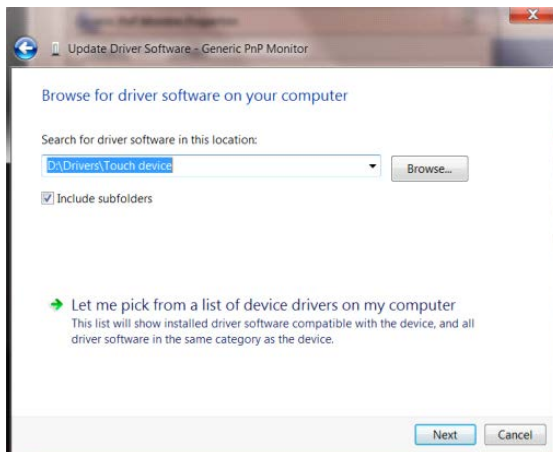 Update Driver Software - Generic PnP Monitor
Browse for driver software on your computer
Search for driver software in this location:
D:\Drivers\Touch device
Browse...
Include subfolders
Let me pick from a list of device drivers on my computer
This list will show installed driver software compatible with the device, and all
driver software in the same category as the device.
Next
Cancel